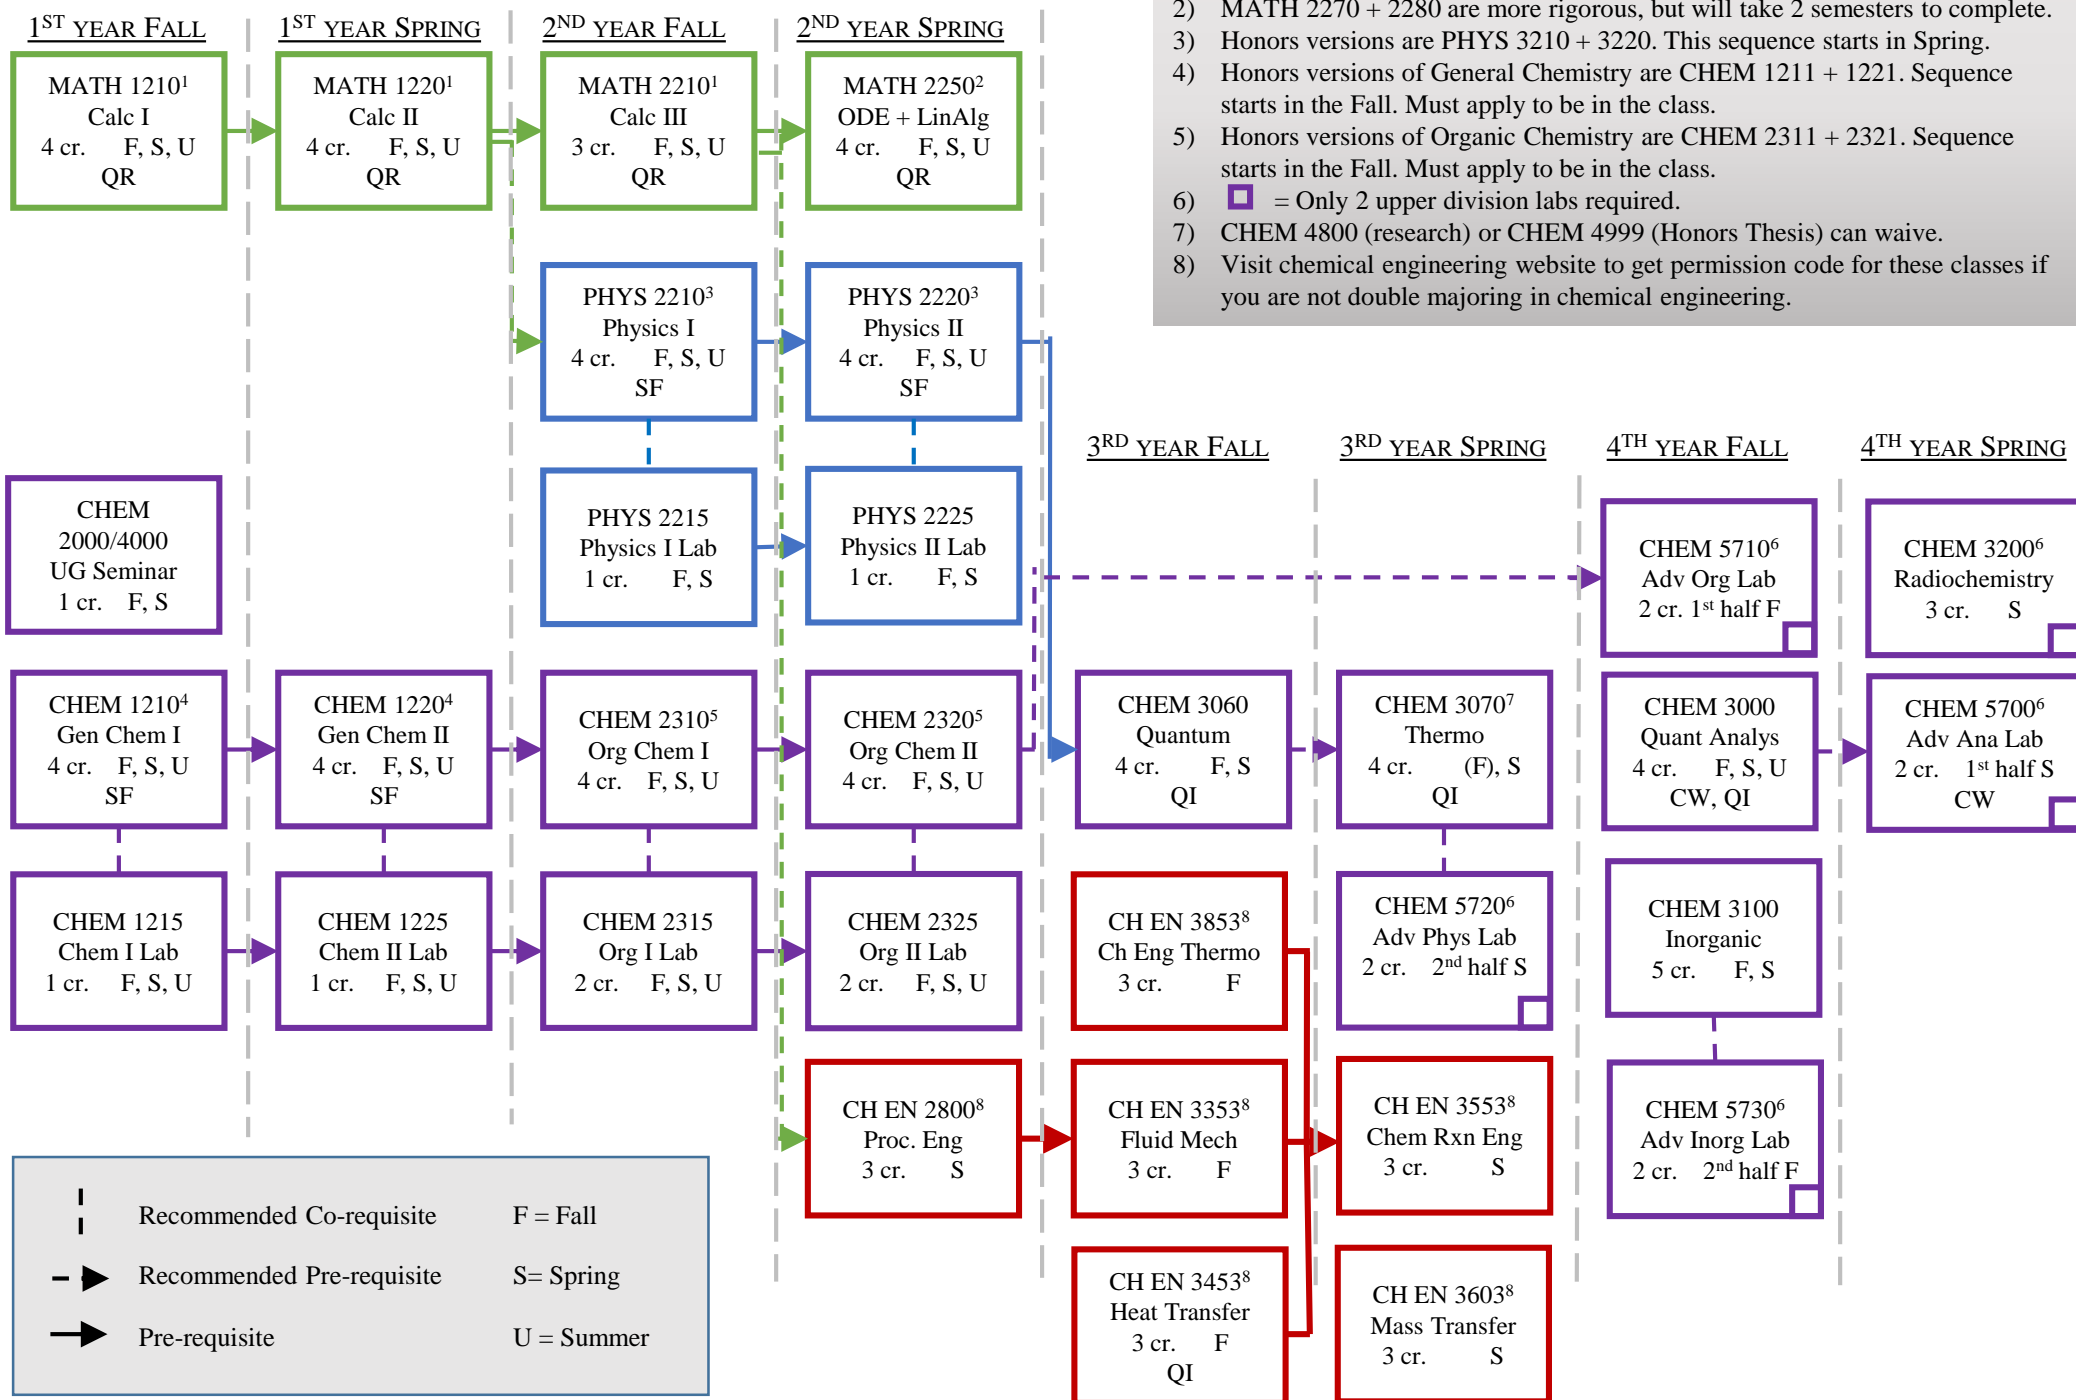 2) MATH 2270 + 2280 are more rigorous, but will take 2 semesters to complete.
3) Honors versions are PHYS 3210 + 3220. This sequence starts in Spring.
4) Honors versions of General Chemistry are CHEM 1211 + 1221. Sequence
starts in the Fall. Must apply to be in the class.
5) Honors versions of Organic Chemistry are CHEM 2311 + 2321. Sequence
starts in the Fall. Must apply to be in the class.
6) = Only 2 upper division labs required.
7) CHEM 4800 (research) or CHEM 4999 (Honors Thesis) can waive.
8) Visit chemical engineering website to get permission code for these classes if
you are not double majoring in chemical engineering.
1ST YEAR FALL
MATH 1210¹
Calc I
4 cr. F, S, U
QR
CHEM
2000/4000
UG Seminar
1 cr. F, S
CHEM 1210⁴
Gen Chem I
4 cr. F, S, U
SF
CHEM 1215
Chem I Lab
1 cr. F, S, U
1ST YEAR SPRING
MATH 1220¹
Calc II
4 cr. F, S, U
QR
CHEM 1220⁴
Gen Chem II
4 cr. F, S, U
SF
CHEM 1225
Chem II Lab
1 cr. F, S, U
2ND YEAR FALL
MATH 2210¹
Calc III
3 cr. F, S, U
QR
PHYS 2210³
Physics I
4 cr. F, S, U
SF
PHYS 2215
Physics I Lab
1 cr. F, S
CHEM 2310⁵
Org Chem I
4 cr. F, S, U
CHEM 2315
Org I Lab
2 cr. F, S, U
2ND YEAR SPRING
MATH 2250²
ODE + LinAlg
4 cr. F, S, U
QR
PHYS 2220³
Physics II
4 cr. F, S, U
SF
PHYS 2225
Physics II Lab
1 cr. F, S
CHEM 2320⁵
Org Chem II
4 cr. F, S, U
CHEM 2325
Org II Lab
2 cr. F, S, U
CH EN 2800⁸
Proc. Eng
3 cr. S
3RD YEAR FALL
CHEM 3060
Quantum
4 cr. F, S
QI
CH EN 3853⁸
Ch Eng Thermo
3 cr. F
CH EN 3353⁸
Fluid Mech
3 cr. F
CH EN 3453⁸
Heat Transfer
3 cr. F
QI
3RD YEAR SPRING
CHEM 3070⁷
Thermo
4 cr. (F), S
QI
CHEM 5720⁶
Adv Phys Lab
2 cr. 2nd half S
CH EN 3553⁸
Chem Rxn Eng
3 cr. S
CH EN 3603⁸
Mass Transfer
3 cr. S
4TH YEAR FALL
CHEM 5710⁶
Adv Org Lab
2 cr. 1st half F
CHEM 3000
Quant Analys
4 cr. F, S, U
CW, QI
CHEM 3100
Inorganic
5 cr. F, S
CHEM 5730⁶
Adv Inorg Lab
2 cr. 2nd half F
4TH YEAR SPRING
CHEM 3200⁶
Radiochemistry
3 cr. S
CHEM 5700⁶
Adv Ana Lab
2 cr. 1st half S
CW
Recommended Co-requisite F = Fall
Recommended Pre-requisite S= Spring
Pre-requisite U = Summer